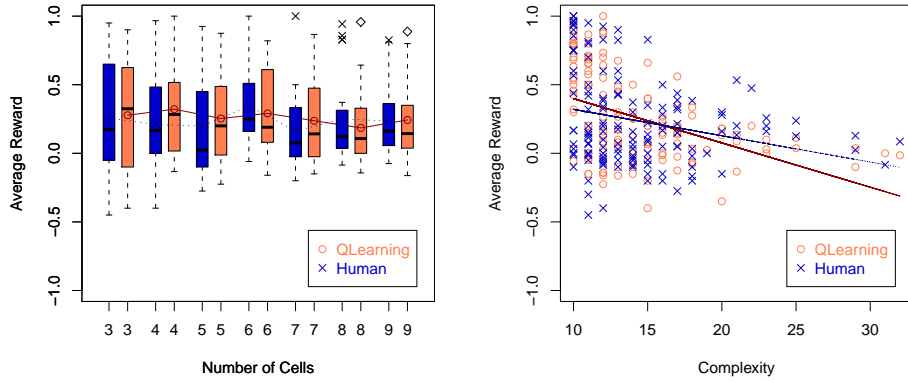 1.0
0.5
0.0
−0.5
−1.0
Average Reward
QLearning
Human
3 3 4 4 5 5 6 6 7 7 8 8 9 9
Number of Cells
1.0
0.5
0.0
−0.5
−1.0
Average Reward
QLearning
Human
10 15 20 25 30
Complexity